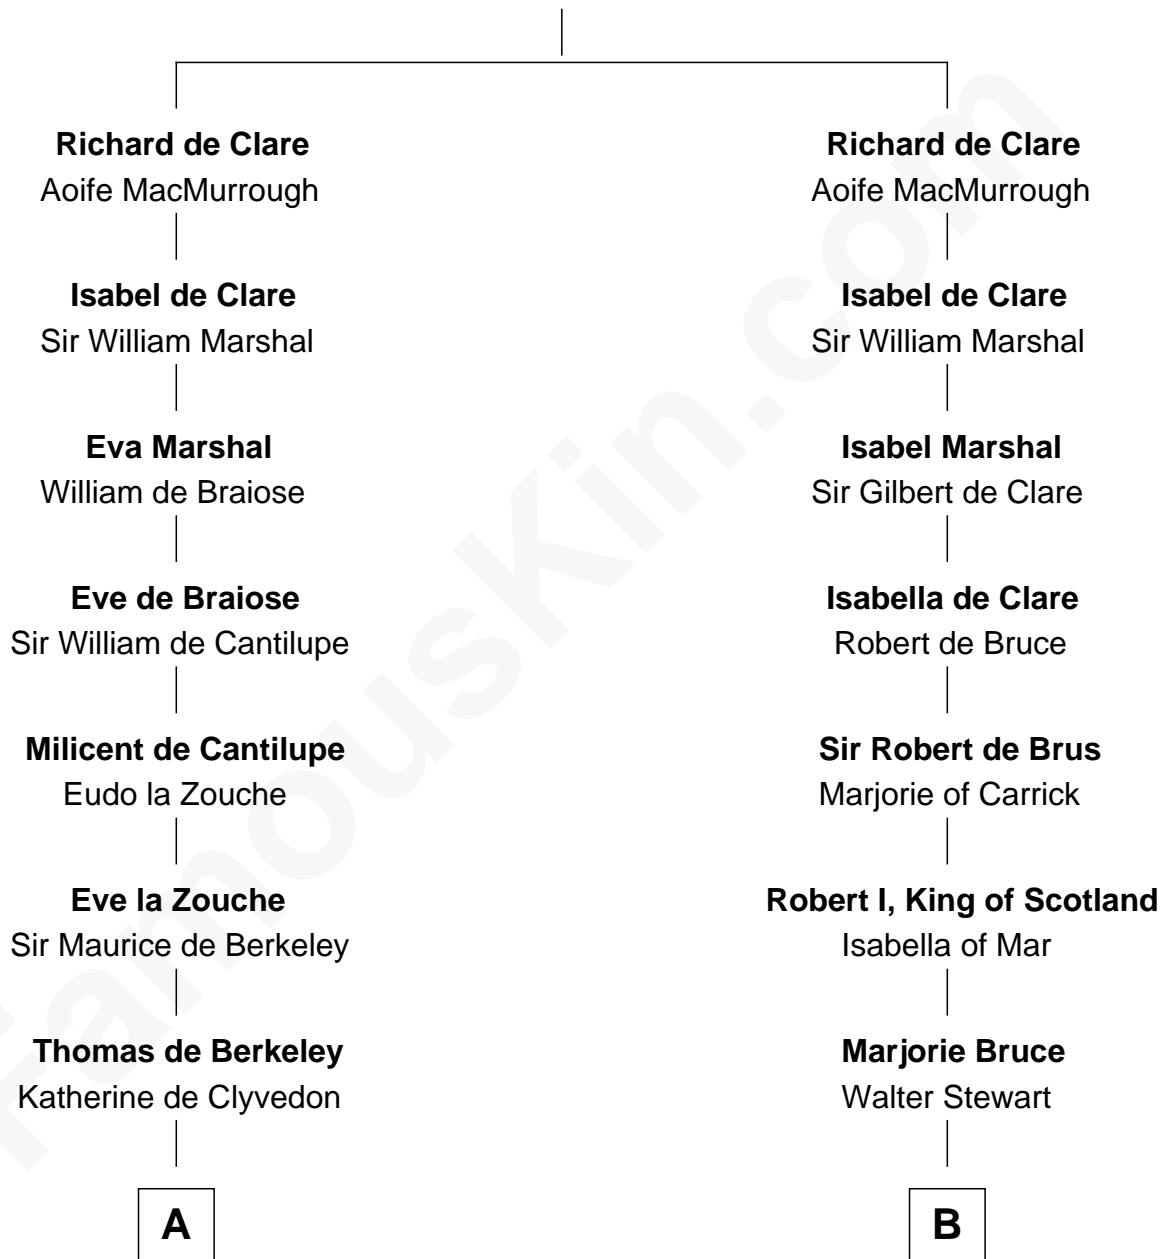 Richard de Clare
Aoife MacMurrough
Isabel de Clare
Sir William Marshal
Eva Marshal
William de Braiose
Eve de Braiose
Sir William de Cantilupe
Milicent de Cantilupe
Eudo la Zouche
Eve la Zouche
Sir Maurice de Berkeley
Thomas de Berkeley
Katherine de Clyvedon
A
Richard de Clare
Aoife MacMurrough
Isabel de Clare
Sir William Marshal
Isabel Marshal
Sir Gilbert de Clare
Isabella de Clare
Robert de Bruce
Sir Robert de Brus
Marjorie of Carrick
Robert I, King of Scotland
Isabella of Mar
Marjorie Bruce
Walter Stewart
B
FamousKin.com